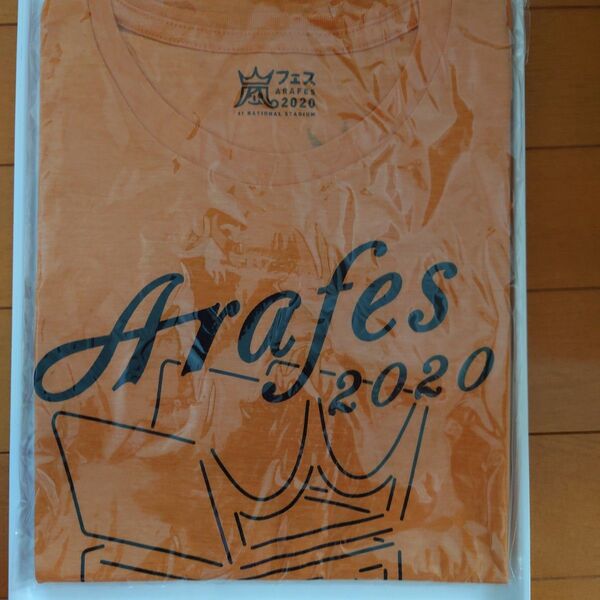 嵐フェス
ARAFES
2020
AT NATIONAL STADIUM
Arafes
2020